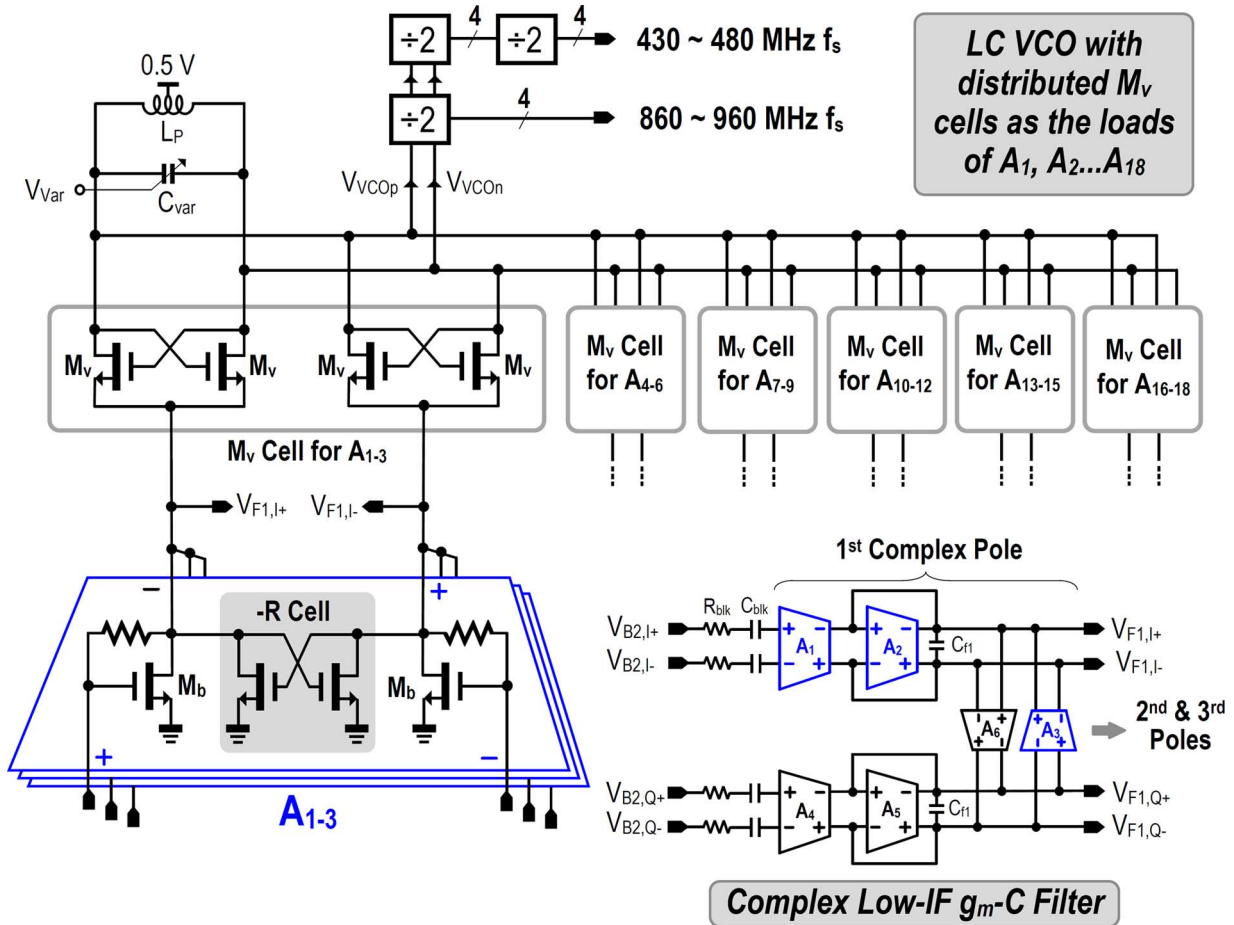 ÷2
4
÷2
4
430 ~ 480 MHz fs
÷2
4
860 ~ 960 MHz fs
LC VCO with
distributed Mv
cells as the loads
of A1, A2...A18
0.5 V
LP
VVar
Cvar
VVCOp
VVCOn
Mv
Mv
Mv
Mv
Mv Cell for A1-3
Mv Cell
for A4-6
Mv Cell
for A7-9
Mv Cell
for A10-12
Mv Cell
for A13-15
Mv Cell
for A16-18
VF1,I+
VF1,I-
−
+
-R Cell
Mb
Mb
+
−
A1-3
1st Complex Pole
Rblk
Cblk
VB2,I+
VB2,I-
+ −
A1
− +
+ −
A2
− +
Cf1
VF1,I+
VF1,I-
− −
A6
+ +
+ +
A3
− −
2nd & 3rd
Poles
VB2,Q+
VB2,Q-
+ −
A4
− +
+ −
A5
− +
Cf1
VF1,Q+
VF1,Q-
Complex Low-IF gm-C Filter